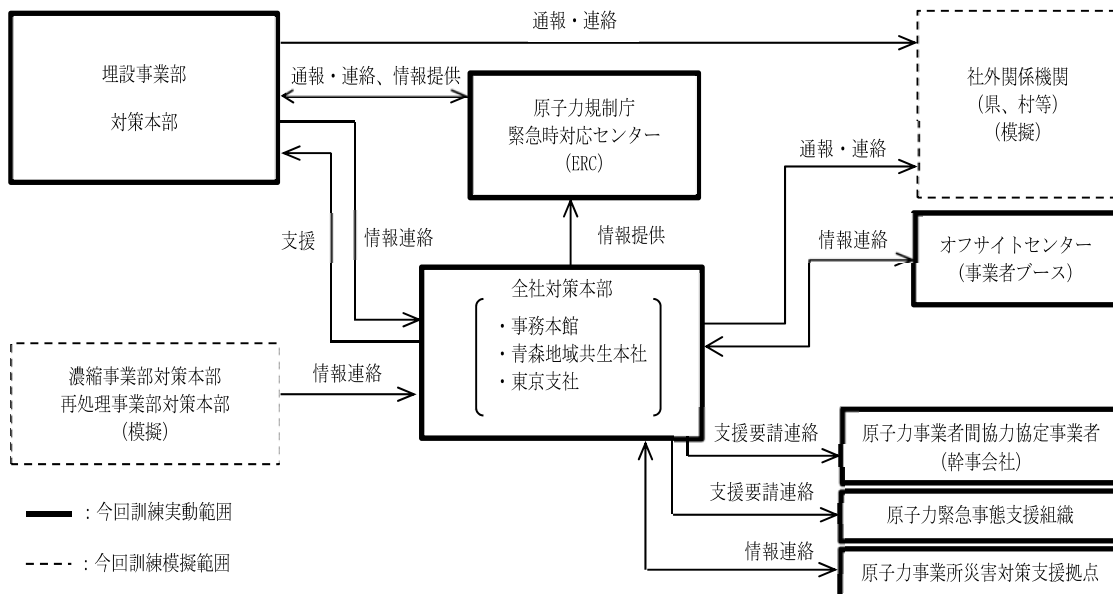 通報・連絡
埋設事業部
対策本部
通報・連絡、情報提供
原子力規制庁
緊急時対応センター
(ERC)
社外関係機関
(県、村等)
(模擬)
通報・連絡
支援
情報連絡
情報提供
情報連絡
オフサイトセンター
(事業者ブース)
全社対策本部
・事務本館
・青森地域共生本社
・東京支社
濃縮事業部対策本部
再処理事業部対策本部
(模擬)
情報連絡
支援要請連絡
原子力事業者間協力協定事業者
(幹事会社)
支援要請連絡
原子力緊急事態支援組織
情報連絡
原子力事業所災害対策支援拠点
：今回訓練実動範囲
：今回訓練模擬範囲